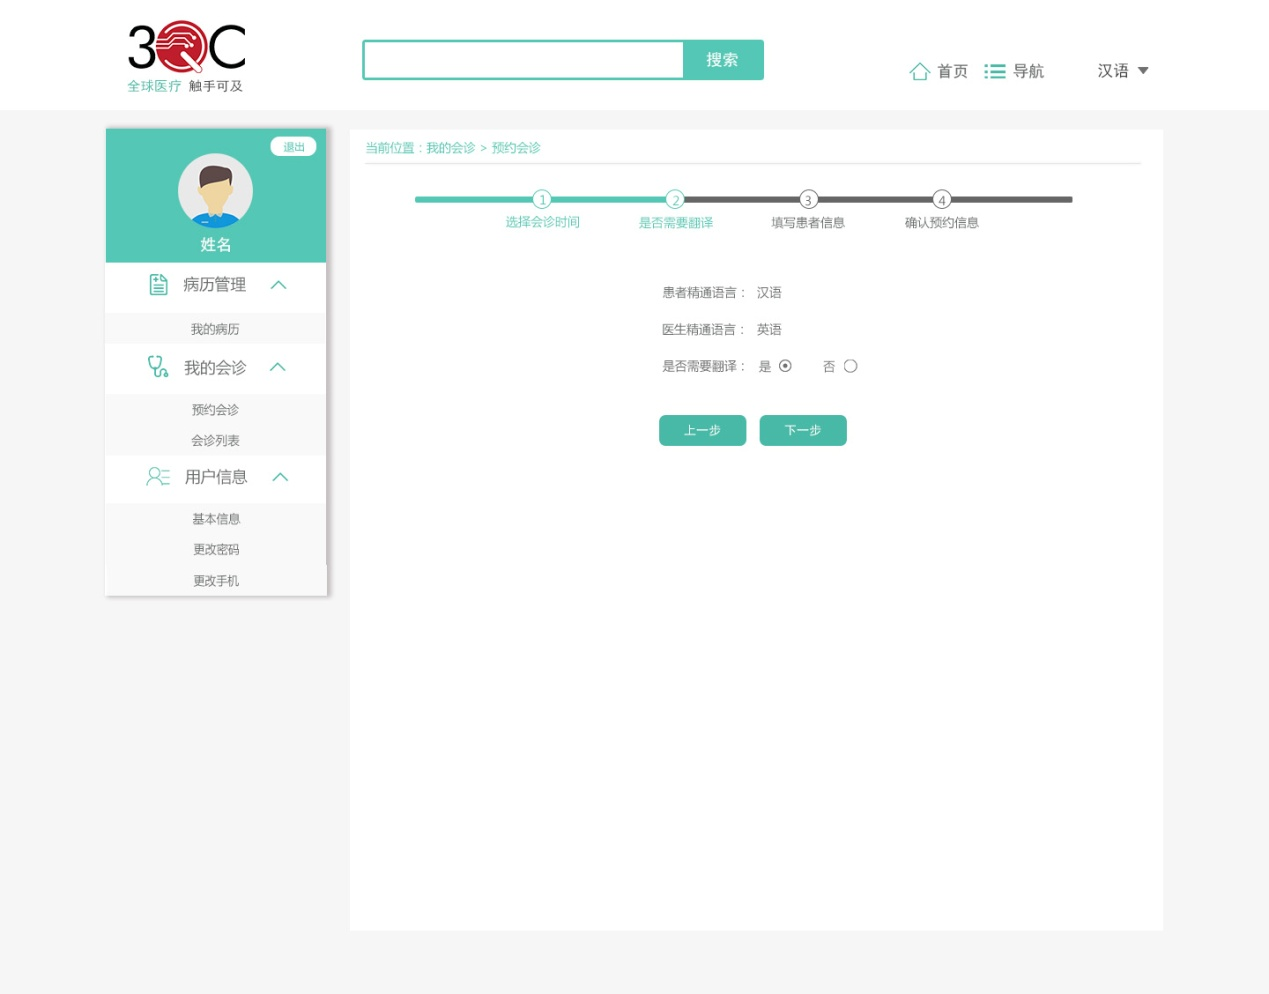 3QC
全球医疗 触手可及
搜索
首页
导航
汉语
退出
姓名
病历管理
我的病历
我的会诊
预约会诊
会诊列表
用户信息
基本信息
更改密码
更改手机
当前位置：我的会诊 > 预约会诊
1 2 3 4
选择会诊时间 是否需要翻译 填写患者信息 确认预约信息
患者精通语言： 汉语
医生精通语言： 英语
是否需要翻译： 是 否
上一步 下一步